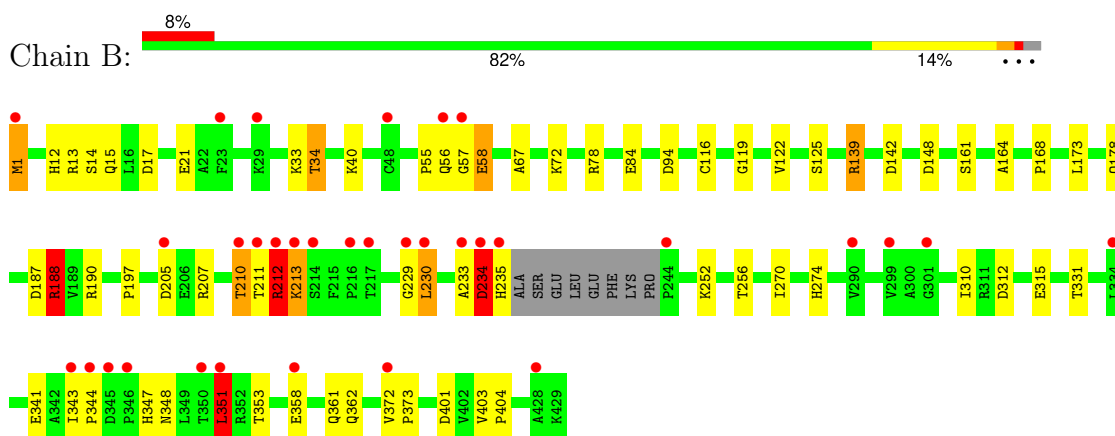 8%
Chain B:
82% 14% • • •
M1 H12 R13 S14 Q15 L16 D17 E21 A22 F23 K29 K33 T34 K40 C48 P55 Q56 G57 E58 A67 K72 R78 E84 D94 C116 G119 V122 S125 R139 D142 D148 S161 A164 P168 L173 Q178
D187 R188 V189 R190 P197 D205 E206 R207 T210 T211 R212 K213 S214 F215 P216 T217 G229 L230 A233 D234 H235 ALA SER GLU LEU GLU PHE LYS PRO P244 K252 T256 I270 H274 V290 V299 A300 G301 I310 R311 D312 E315 T331 L334
E341 A342 I343 P344 D345 P346 H347 N348 L349 T350 L351 R352 T353 E358 Q361 Q362 V372 P373 D401 V402 V403 P404 A428 K429